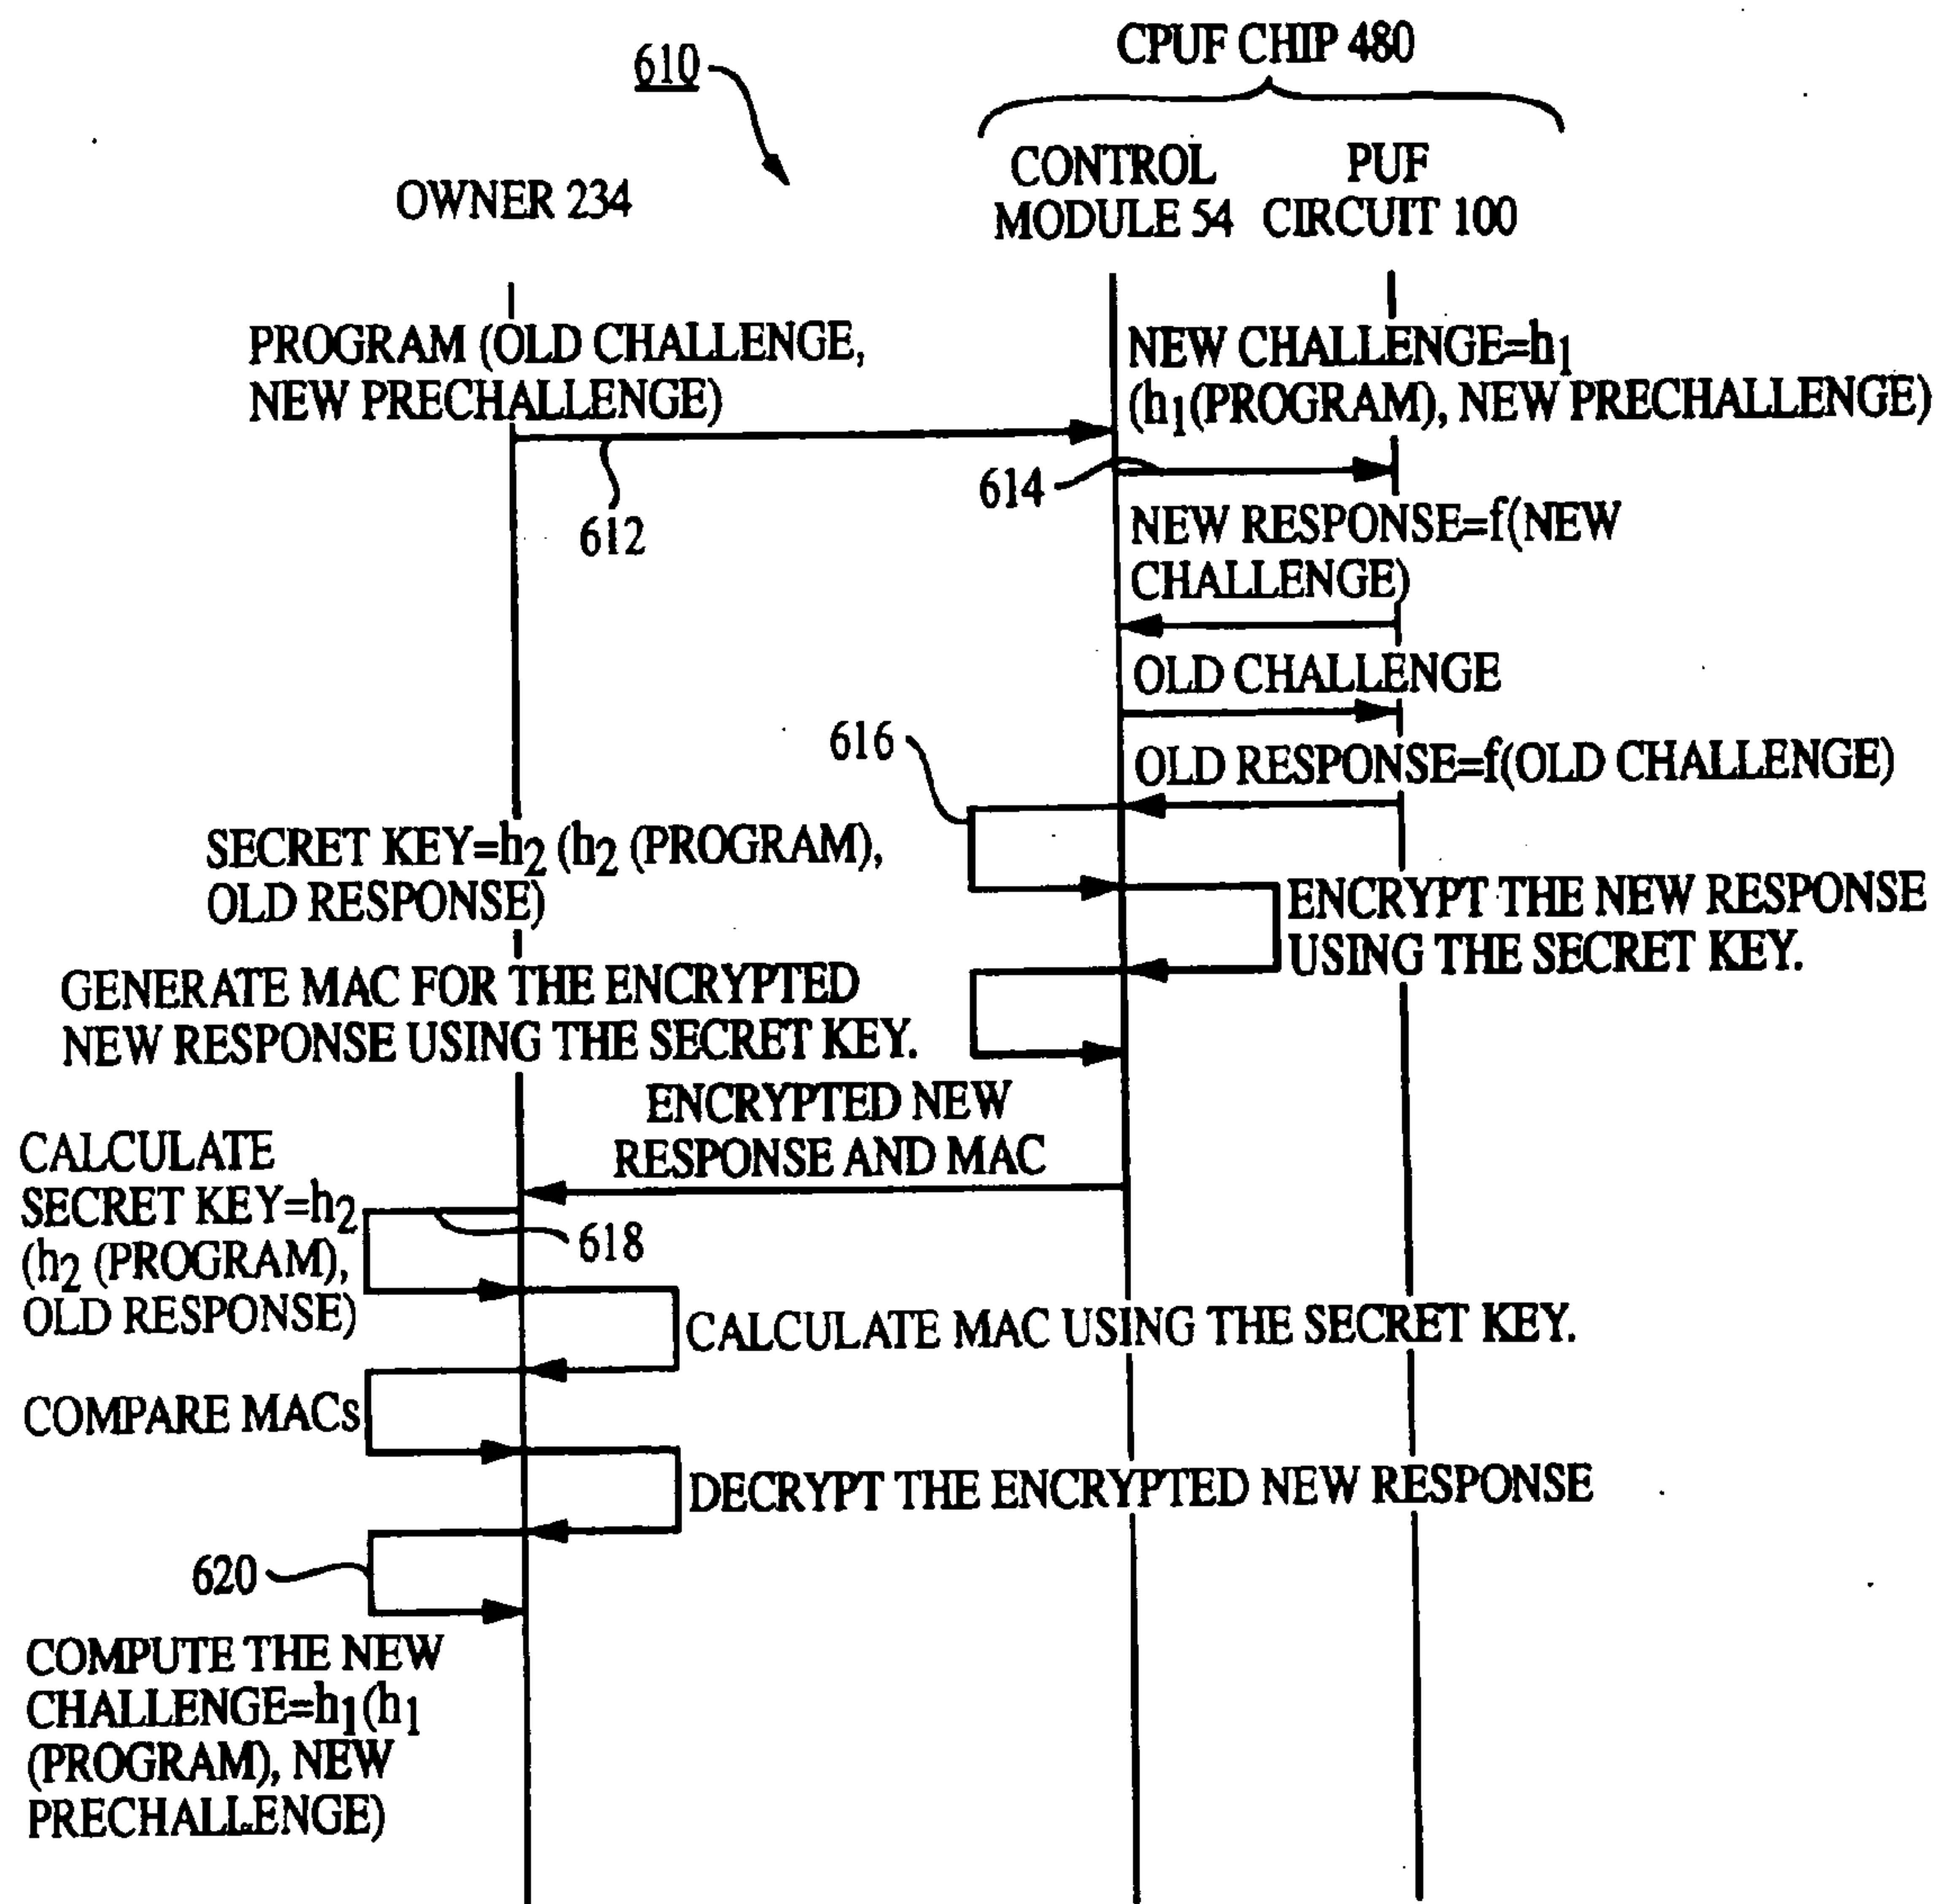 CPUF CHIP 480
610
OWNER 234
CONTROL
MODULE 54
PUF
CIRCUIT 100
PROGRAM (OLD CHALLENGE,
NEW PRECHALLENGE)
612
NEW CHALLENGE=h1
(h1(PROGRAM), NEW PRECHALLENGE)
614
NEW RESPONSE=f(NEW
CHALLENGE)
OLD CHALLENGE
616
OLD RESPONSE=f(OLD CHALLENGE)
SECRET KEY=h2 (h2 (PROGRAM),
OLD RESPONSE)
ENCRYPT THE NEW RESPONSE
USING THE SECRET KEY.
GENERATE MAC FOR THE ENCRYPTED
NEW RESPONSE USING THE SECRET KEY.
ENCRYPTED NEW
RESPONSE AND MAC
CALCULATE
SECRET KEY=h2
(h2 (PROGRAM),
OLD RESPONSE)
618
CALCULATE MAC USING THE SECRET KEY.
COMPARE MACs
DECRYPT THE ENCRYPTED NEW RESPONSE
620
COMPUTE THE NEW
CHALLENGE=h1(h1
(PROGRAM), NEW
PRECHALLENGE)